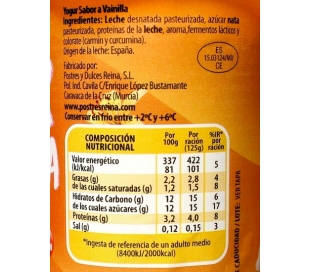 Yogur Sabor a Vainilla
Ingredientes: Leche desnatada pasteurizada, azúcar nata
pasteurizada, proteínas de la leche, aroma, fermentos lácticos y
colorante (carmín y curcumina).
Origen de la leche: España.
ES
15.03124/MU
CE
Fabricado por:
Postres y Dulces Reina, S.L.
Pol. Ind. Cavila C/Enrique López Bustamante
Caravaca de la Cruz (Murcia)
www.postresreina.com
Conservar en frío entre +2ºC y +6ºC
COMPOSICIÓN NUTRICIONAL Por 100g Por ración (125g) %IR* por ración
Valor energético (kJ/kcal) 337 81 422 101 5
Grasas (g) 2,2 2,8 4
de las cuales saturadas (g) 1,2 1,5 8
Hidratos de Carbono (g) 12 15 6
de los cuales azúcares (g) 12 15 17
Proteínas (g) 3,2 4,0 8
Sal (g) 0,12 0,15 3
*Ingesta de referencia de un adulto medio
(8400kJ/2000kcal)
CADUCIDAD / LOTE: VER TAPA